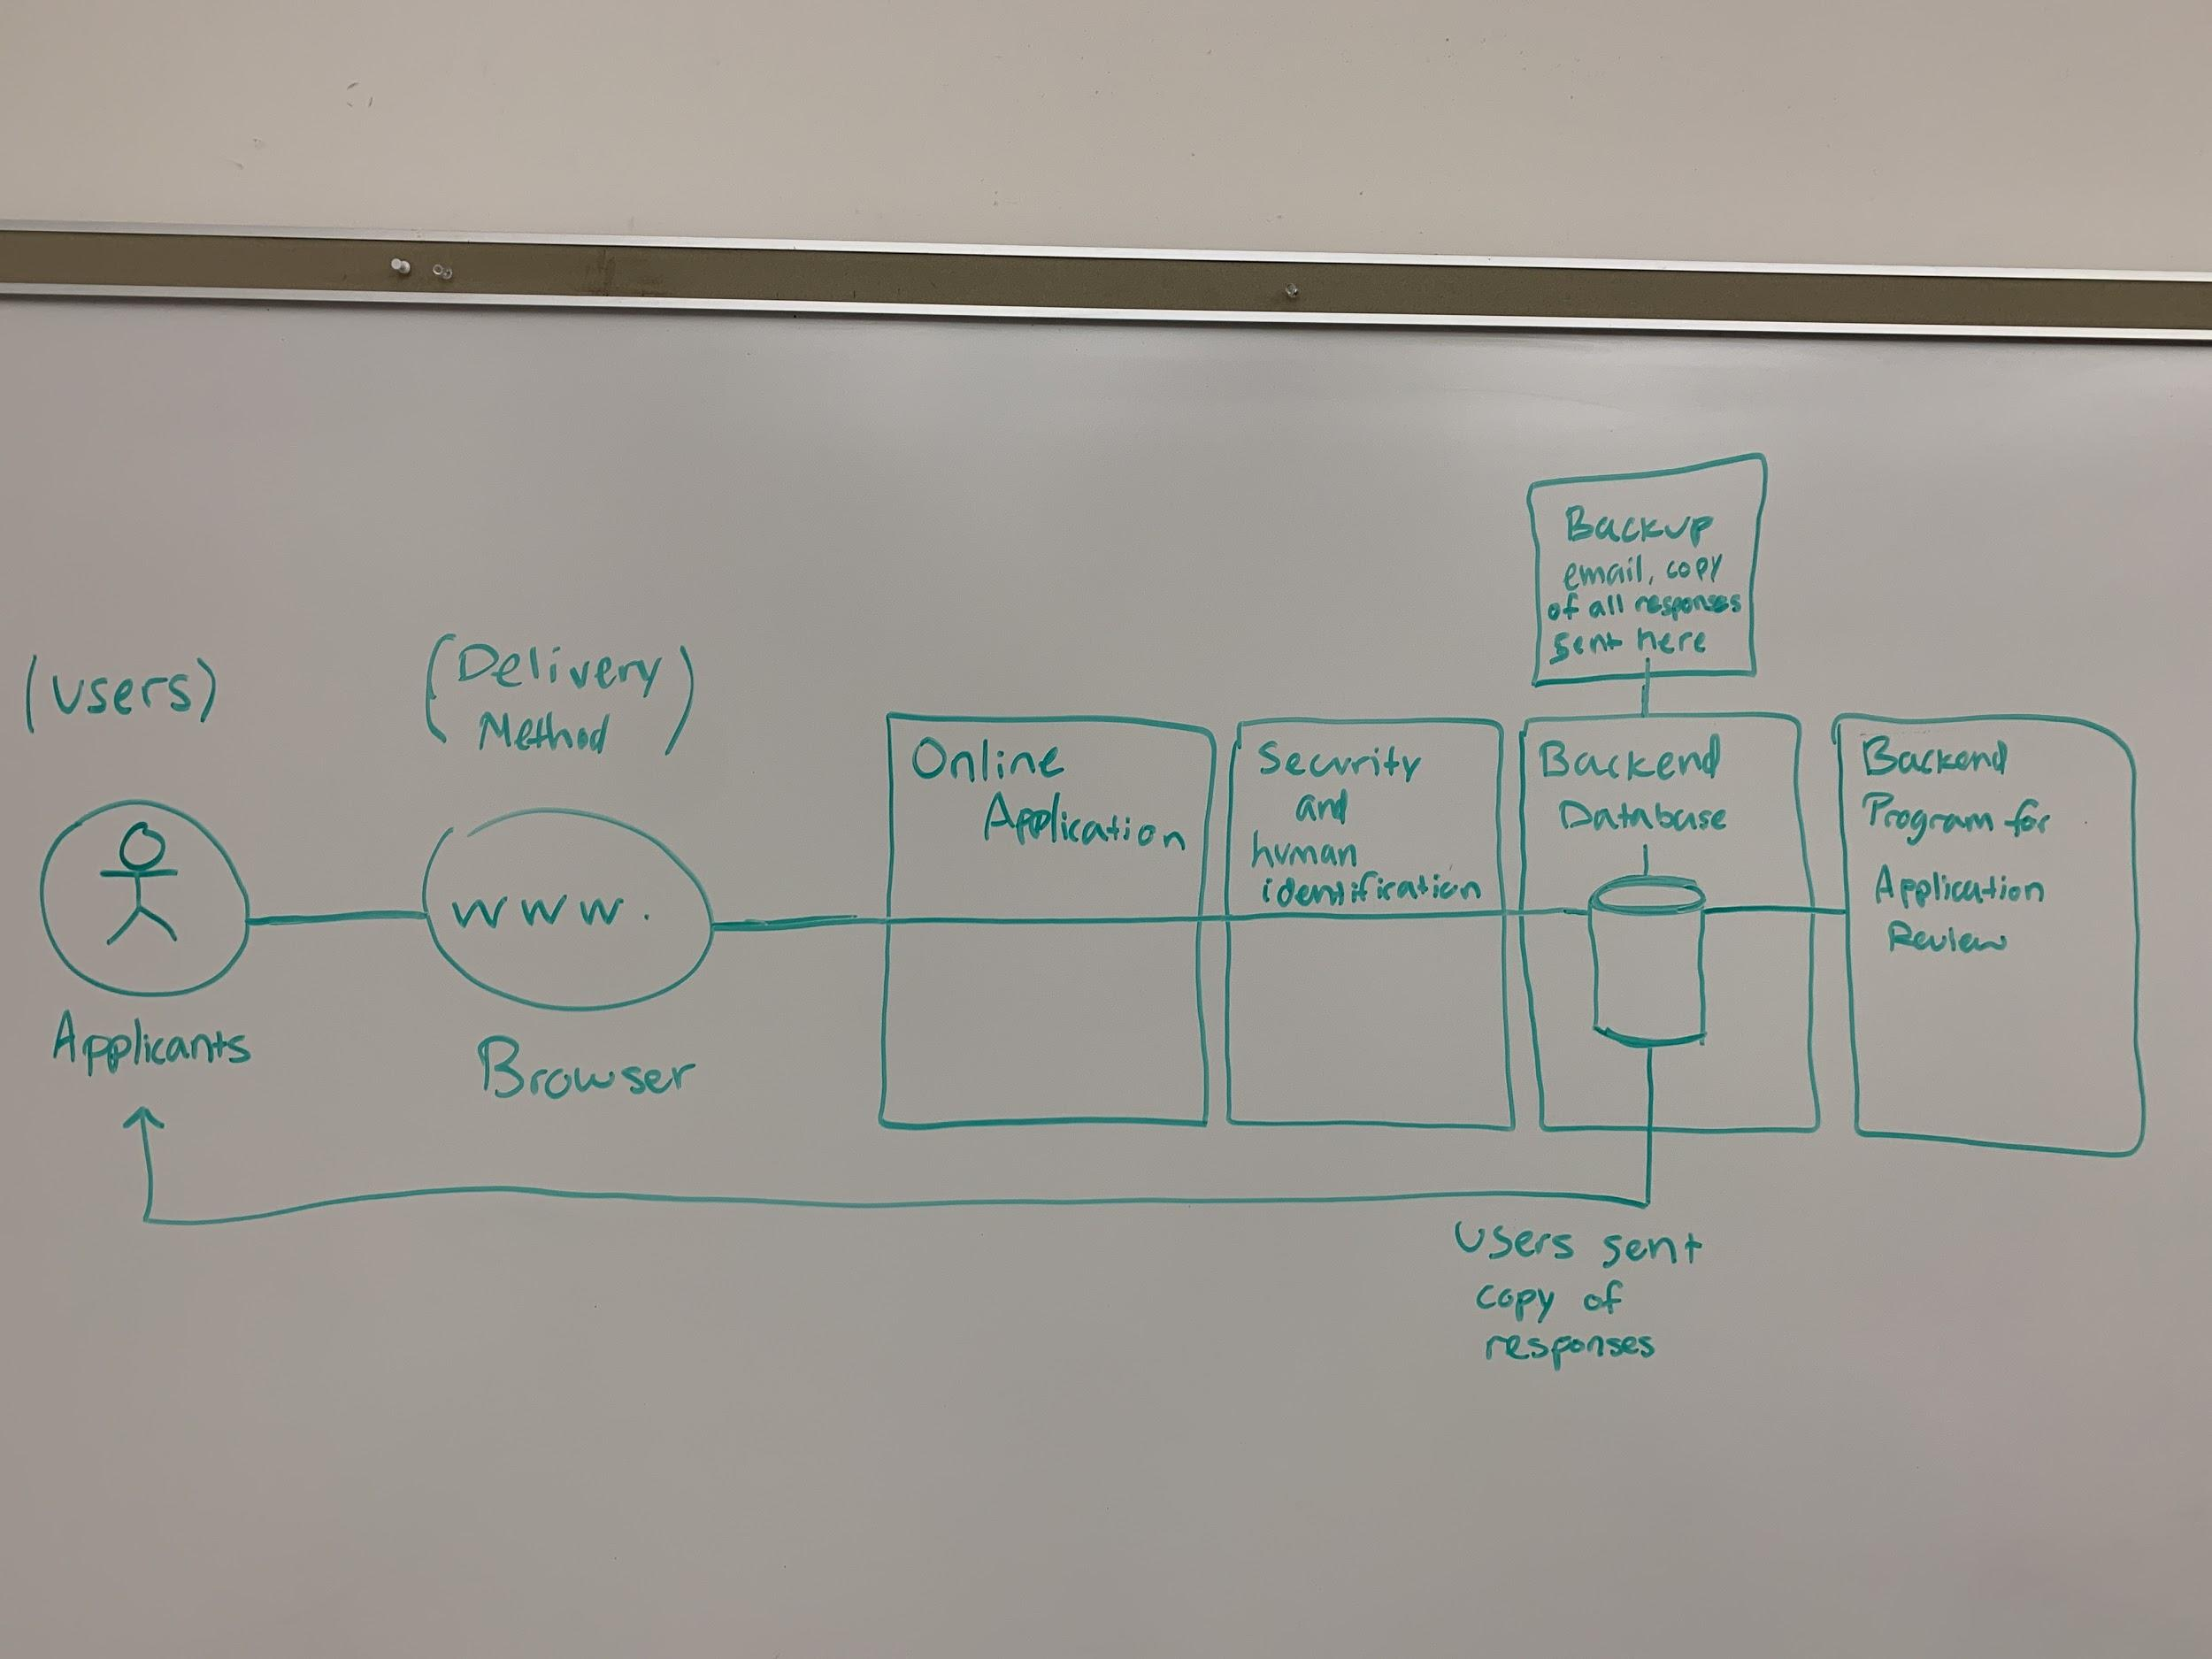 (users)
(Delivery
Method)
www.
Applicants
Browser
Online
Application
Security
and
human
identification
Backup
email, copy
of all responses
sent here
Backend
Database
Backend
Program for
Application
Review
Users sent
copy of
responses